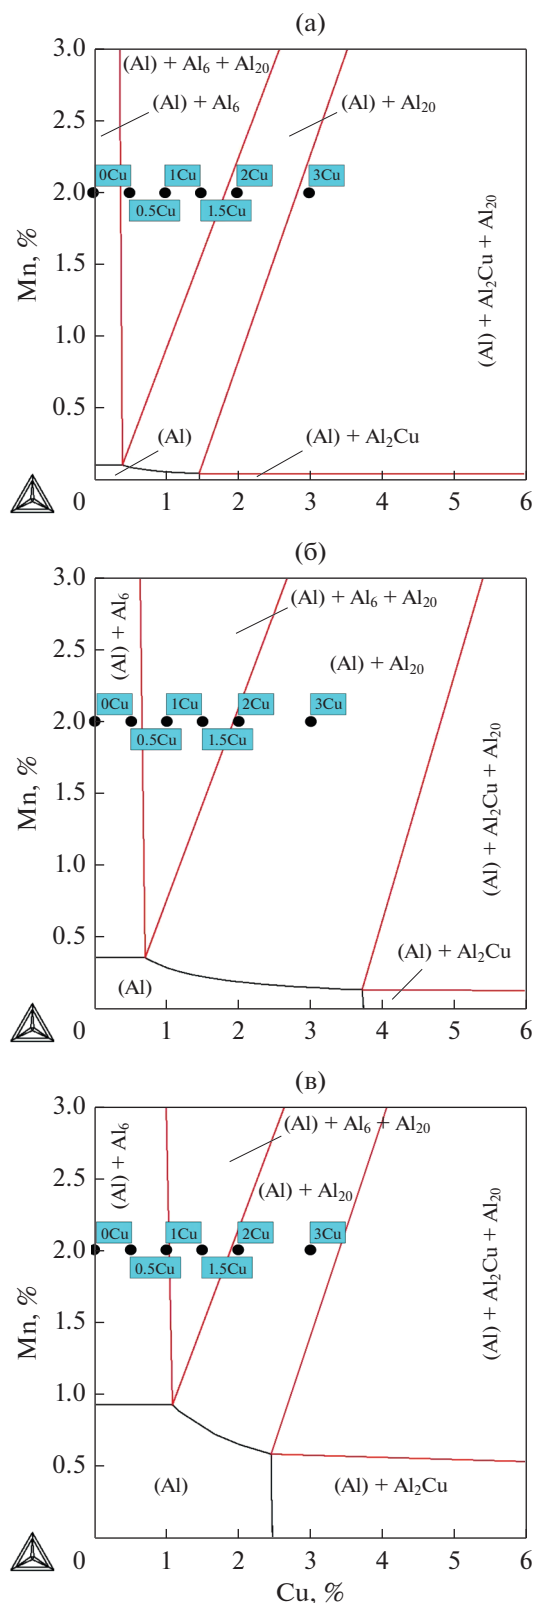 (а)
3.0
(Al) + Al₆ + Al₂₀
(Al) + Al₆
(Al) + Al₂₀
2.5
0Cu 1Cu 2Cu 3Cu
2.0
0.5Cu 1.5Cu
Mn, %
1.5
(Al) + Al₂Cu + Al₂₀
1.0
0.5
(Al)
(Al) + Al₂Cu
0 1 2 3 4 5 6
(б)
3.0
(Al) + Al₆
(Al) + Al₆ + Al₂₀
2.5
(Al) + Al₂₀
0Cu 1Cu 2Cu 3Cu
2.0
0.5Cu 1.5Cu
Mn, %
1.5
(Al) + Al₂Cu + Al₂₀
1.0
0.5
(Al) + Al₂Cu
(Al)
0 1 2 3 4 5 6
(в)
3.0
(Al) + Al₆
(Al) + Al₆ + Al₂₀
2.5
(Al) + Al₂₀
0Cu 1Cu 2Cu 3Cu
2.0
0.5Cu 1.5Cu
Mn, %
1.5
(Al) + Al₂Cu + Al₂₀
1.0
0.5
(Al)
(Al) + Al₂Cu
0 1 2 3 4 5 6
Cu, %